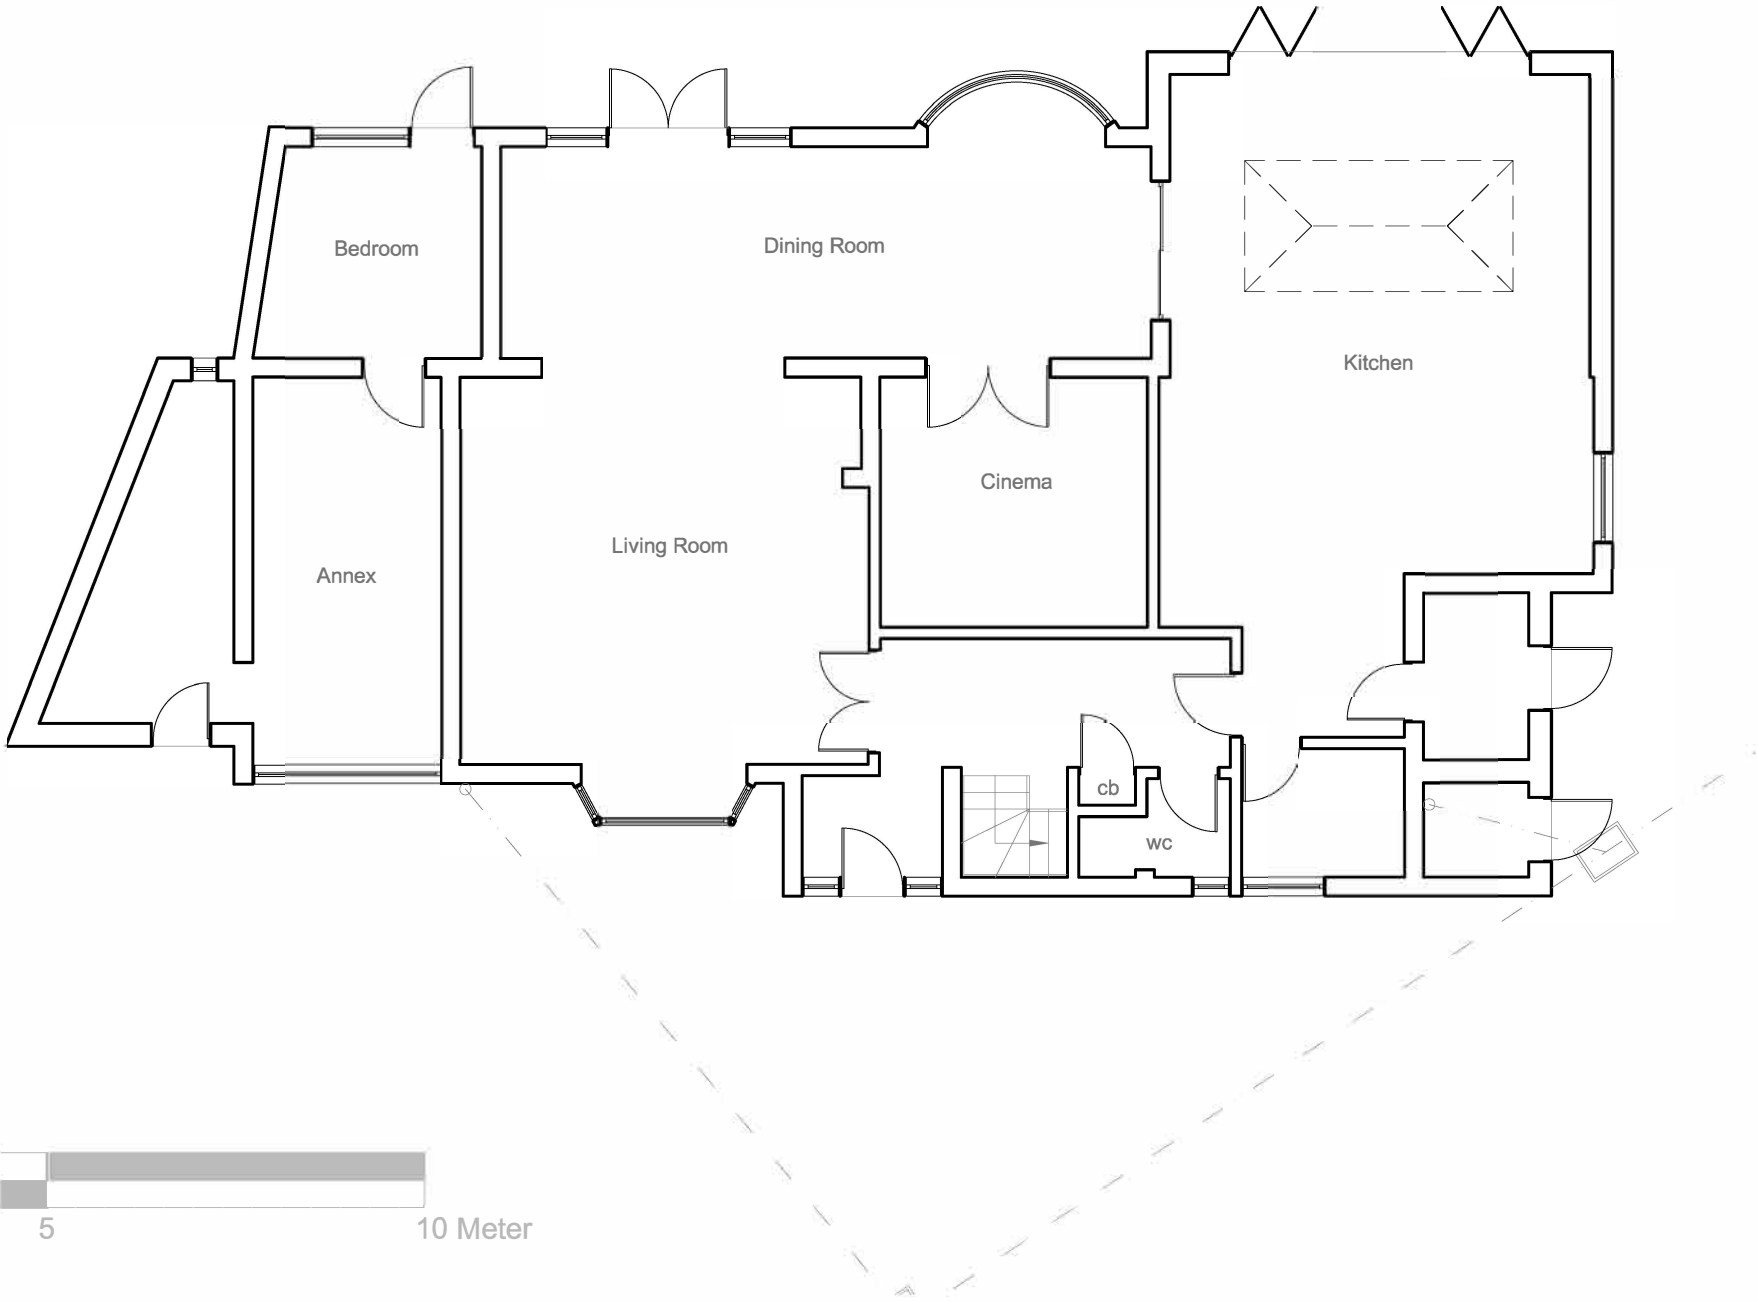 Bedroom
Dining Room
Kitchen
Cinema
Living Room
Annex
cb
wc
5
10 Meter